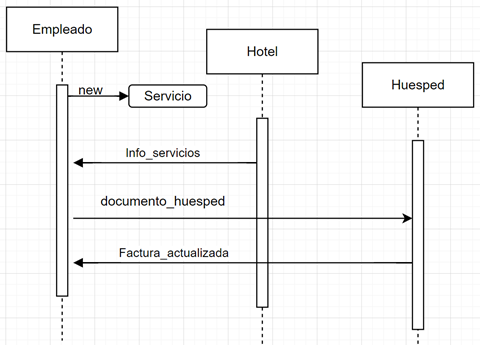 Empleado
Hotel
Huesped
new
Servicio
Info_servicios
documento_huesped
Factura_actualizada